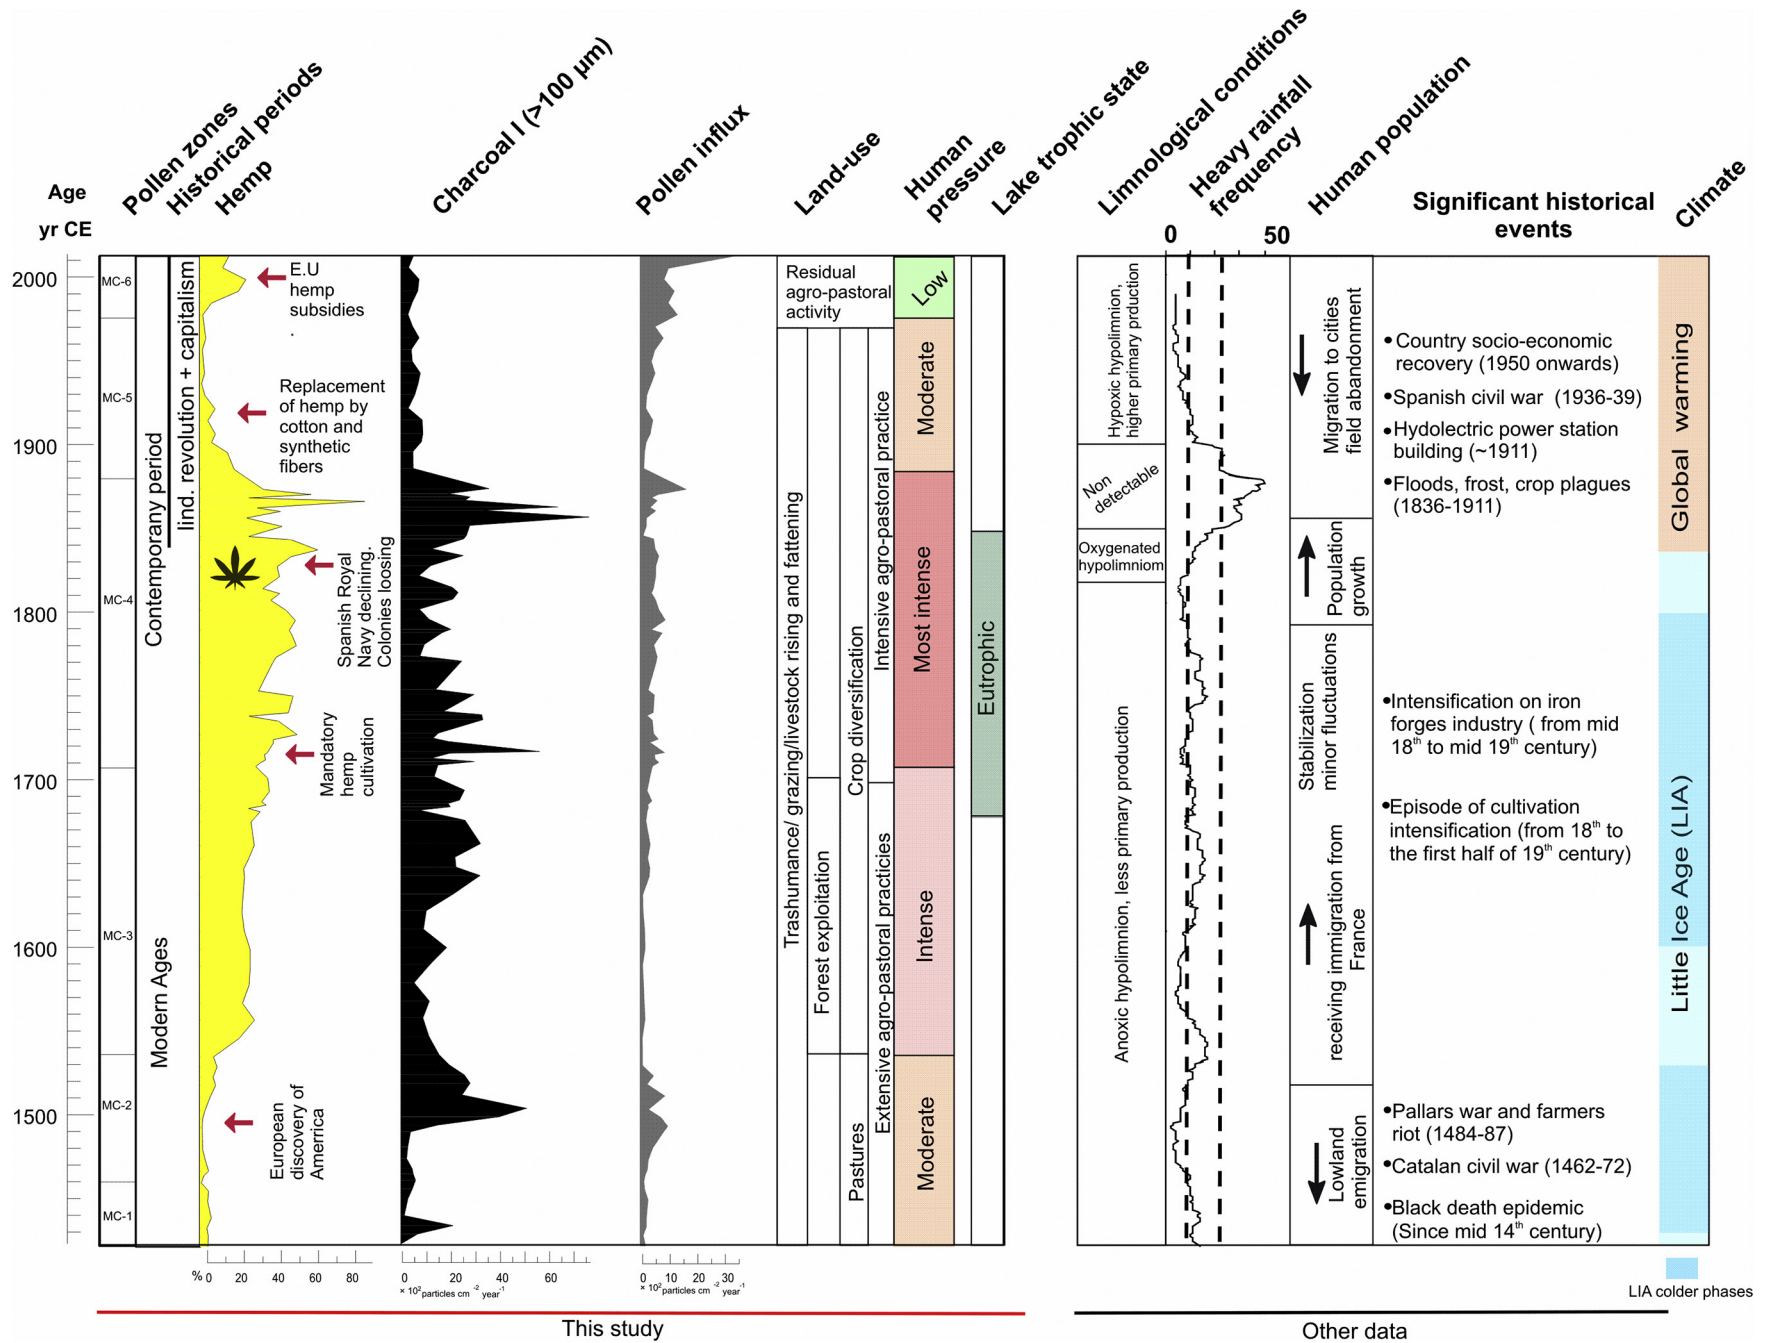 Age
yr CE
Pollen zones
Historical periods
Hemp
Charcoal I (>100 µm)
Pollen influx
Land-use
Human
pressure
Lake trophic state
Limnological conditions
Heavy rainfall
frequency
Human population
Significant historical
events
Climate
0
50
2000
1900
1800
1700
1600
1500
MC-6
MC-5
MC-4
MC-3
MC-2
MC-1
Contemporany period
Modern Ages
Iind. revolution + capitalism
E.U
hemp
subsidies
.
Replacement
of hemp by
cotton and
synthetic
fibers
Spanish Royal
Navy declining.
Colonies loosing
Mandatory
hemp
cultivation
European
discovery of
Amerrica
Residual
agro-pastoral
activity
Trashumance/ grazing/livestock rising and fattening
Forest exploitation
Crop diversification
Pastures
Intensive agro-pastoral practice
Extensive agro-pastoral practicies
Low
Moderate
Most intense
Intense
Moderate
Eutrophic
Hypoxic hypolimnion,
higher primary prduction
Non
detectable
Oxygenated
hypolimniom
Anoxic hypolimnion, less primary production
Migration to cities
field abandonment
Population
growth
Stabilization
minor fluctuations
receiving immigration from
France
Lowland
emigration
•Country socio-economic
recovery (1950 onwards)
•Spanish civil war (1936-39)
•Hydolectric power station
building (~1911)
•Floods, frost, crop plagues
(1836-1911)
•Intensification on iron
forges industry ( from mid
18th to mid 19th century)
•Episode of cultivation
intensification (from 18th to
the first half of 19th century)
•Pallars war and farmers
riot (1484-87)
•Catalan civil war (1462-72)
•Black death epidemic
(Since mid 14th century)
Global warming
Little Ice Age (LIA)
% 0 20 40 60 80
0 20 40 60
× 10² particles cm⁻² year⁻¹
0 10 20 30
× 10² particles cm⁻² year⁻¹
LIA colder phases
This study
Other data